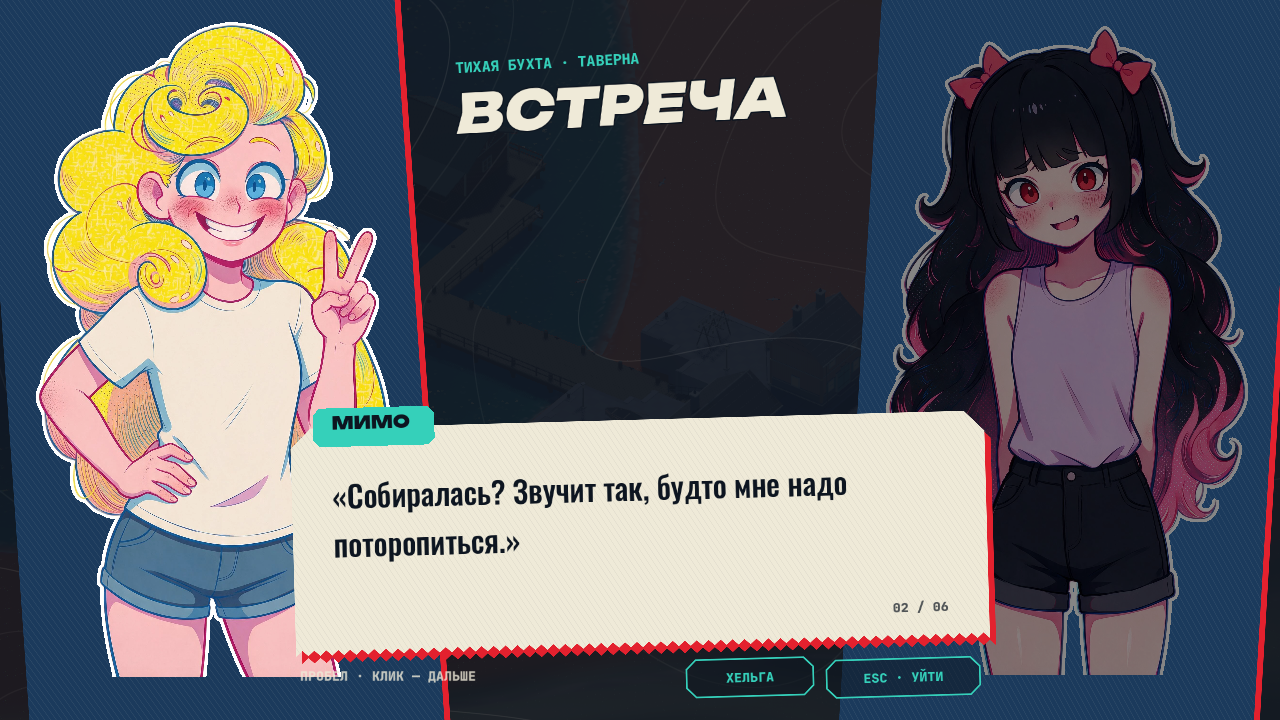 ТИХАЯ БУХТА · ТАВЕРНА
ВСТРЕЧА
МИМО
«Собиралась? Звучит так, будто мне надо
поторопиться.»
02 / 06
ПРОБЕЛ · КЛИК — ДАЛЬШЕ
ХЕЛЬГА
ESC · УЙТИ